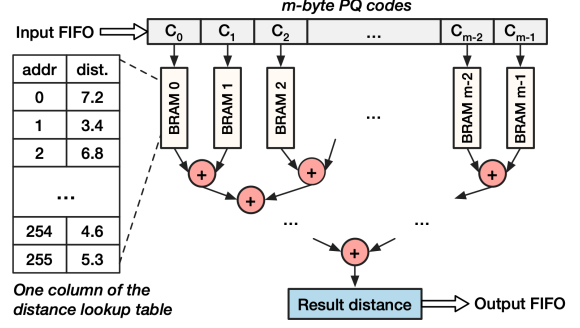 m-byte PQ codes
Input FIFO
C0 C1 C2 ... Cm-2 Cm-1
addr dist.
0 7.2
1 3.4
2 6.8
...
254 4.6
255 5.3
BRAM 0
BRAM 1
BRAM 2
...
BRAM m-2
BRAM m-1
+ + +
+
... ...
+
Result distance
Output FIFO
One column of the
distance lookup table